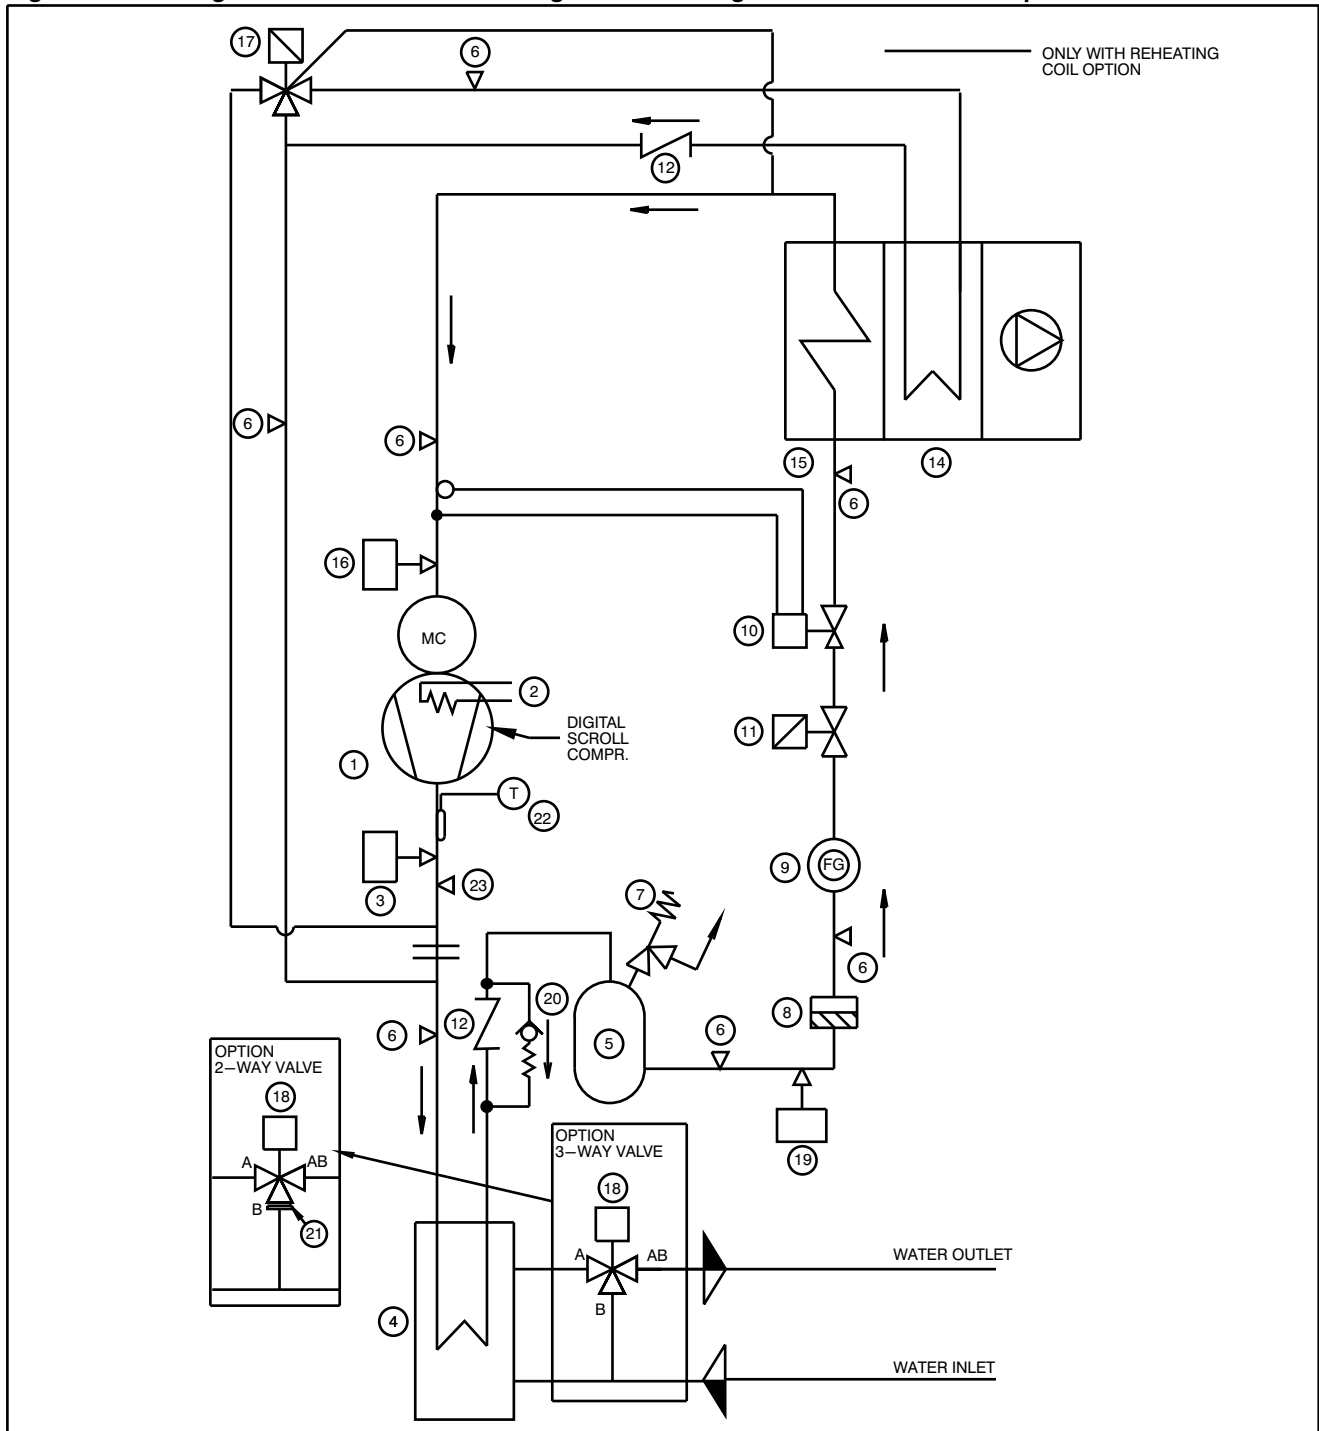 17
6
ONLY WITH REHEATING
COIL OPTION
12
6
6
15
14
6
16
10
MC
2
DIGITAL
SCROLL
COMPR.
11
1
T
22
9
FG
3
23
7
6
20
8
6
12
5
6
OPTION
2–WAY VALVE
18
A
AB
B
21
OPTION
3–WAY VALVE
19
18
A
AB
B
WATER OUTLET
4
WATER INLET